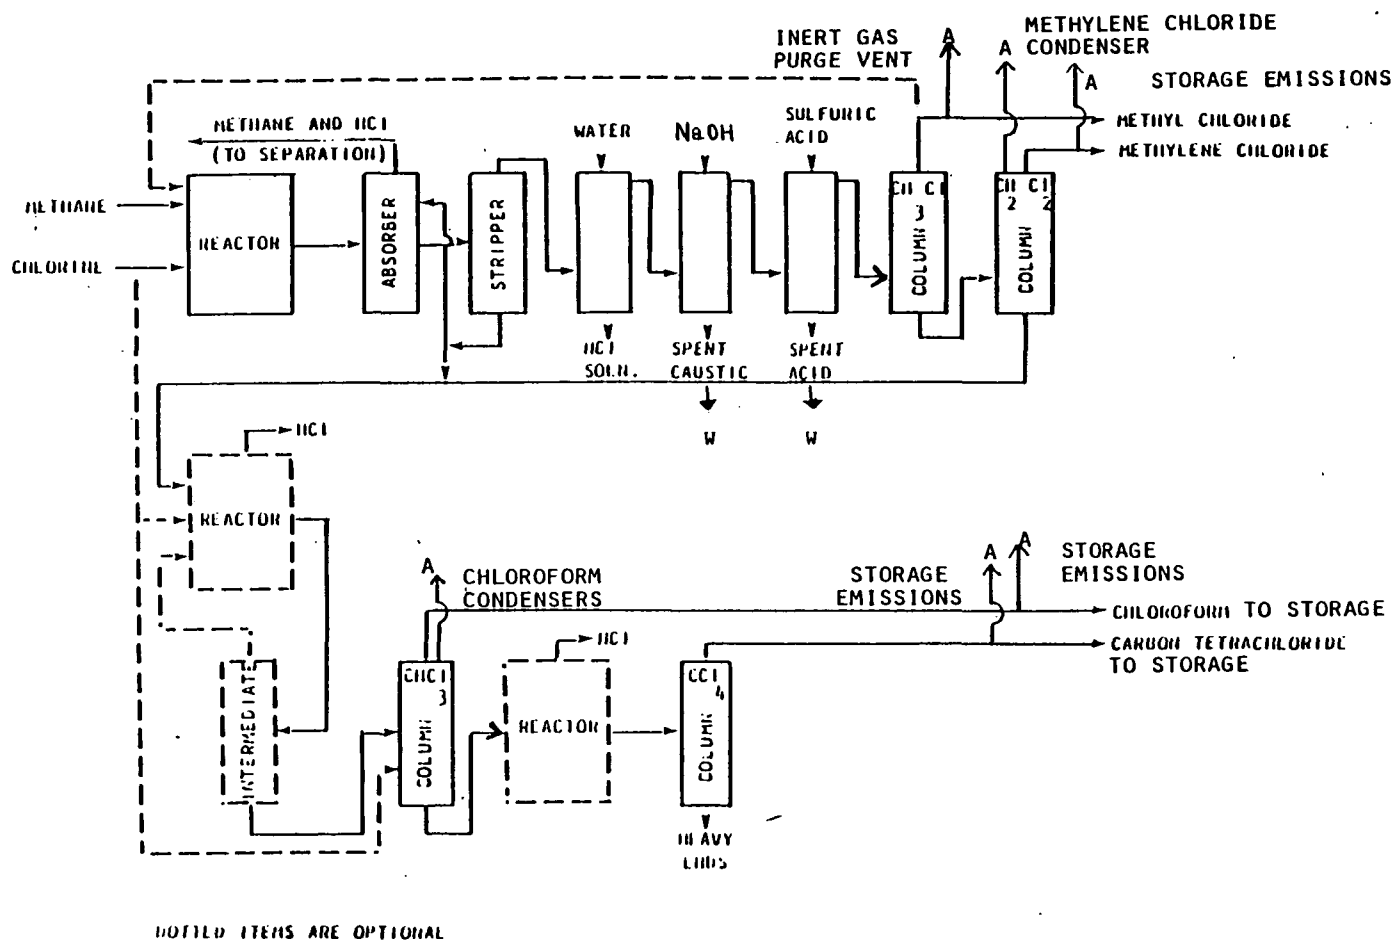 INERT GAS
PURGE VENT
A
A
METHYLENE CHLORIDE
CONDENSER
A
STORAGE EMISSIONS
METHANE AND HCl
(TO SEPARATION)
WATER
NaOH
SULFURIC
ACID
METHYL CHLORIDE
METHYLENE CHLORIDE
METHANE
CHLORINE
REACTOR
ABSORBER
STRIPPER
CH Cl
3
COLUMN
CH Cl
2 2
COLUMN
HCl
SOLN.
SPENT
CAUSTIC
SPENT
ACID
W
W
HCl
REACTOR
INTERMEDIATE
A
CHLOROFORM
CONDENSERS
STORAGE
EMISSIONS
A
A
STORAGE
EMISSIONS
CHLOROFORM TO STORAGE
CARBON TETRACHLORIDE
TO STORAGE
CHCl
3
COLUMN
HCl
REACTOR
CCl
4
COLUMN
HEAVY
ENDS
DOTTED ITEMS ARE OPTIONAL